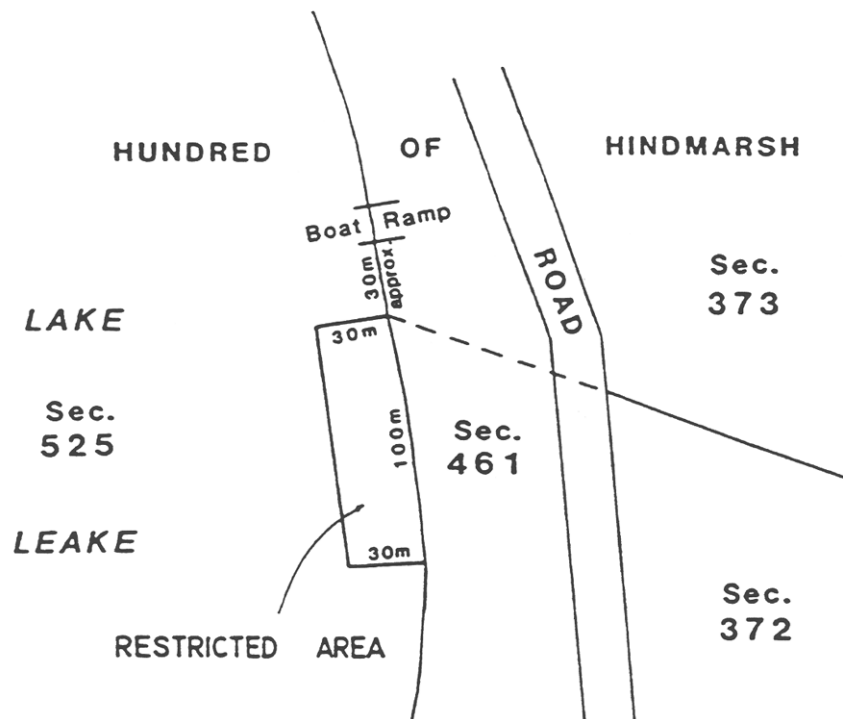 HUNDRED OF HINDMARSH
Boat Ramp
30m
approx.
ROAD
Sec.
373
LAKE
30m
Sec.
525
100m
Sec.
461
LEAKE
30m
Sec.
372
RESTRICTED AREA